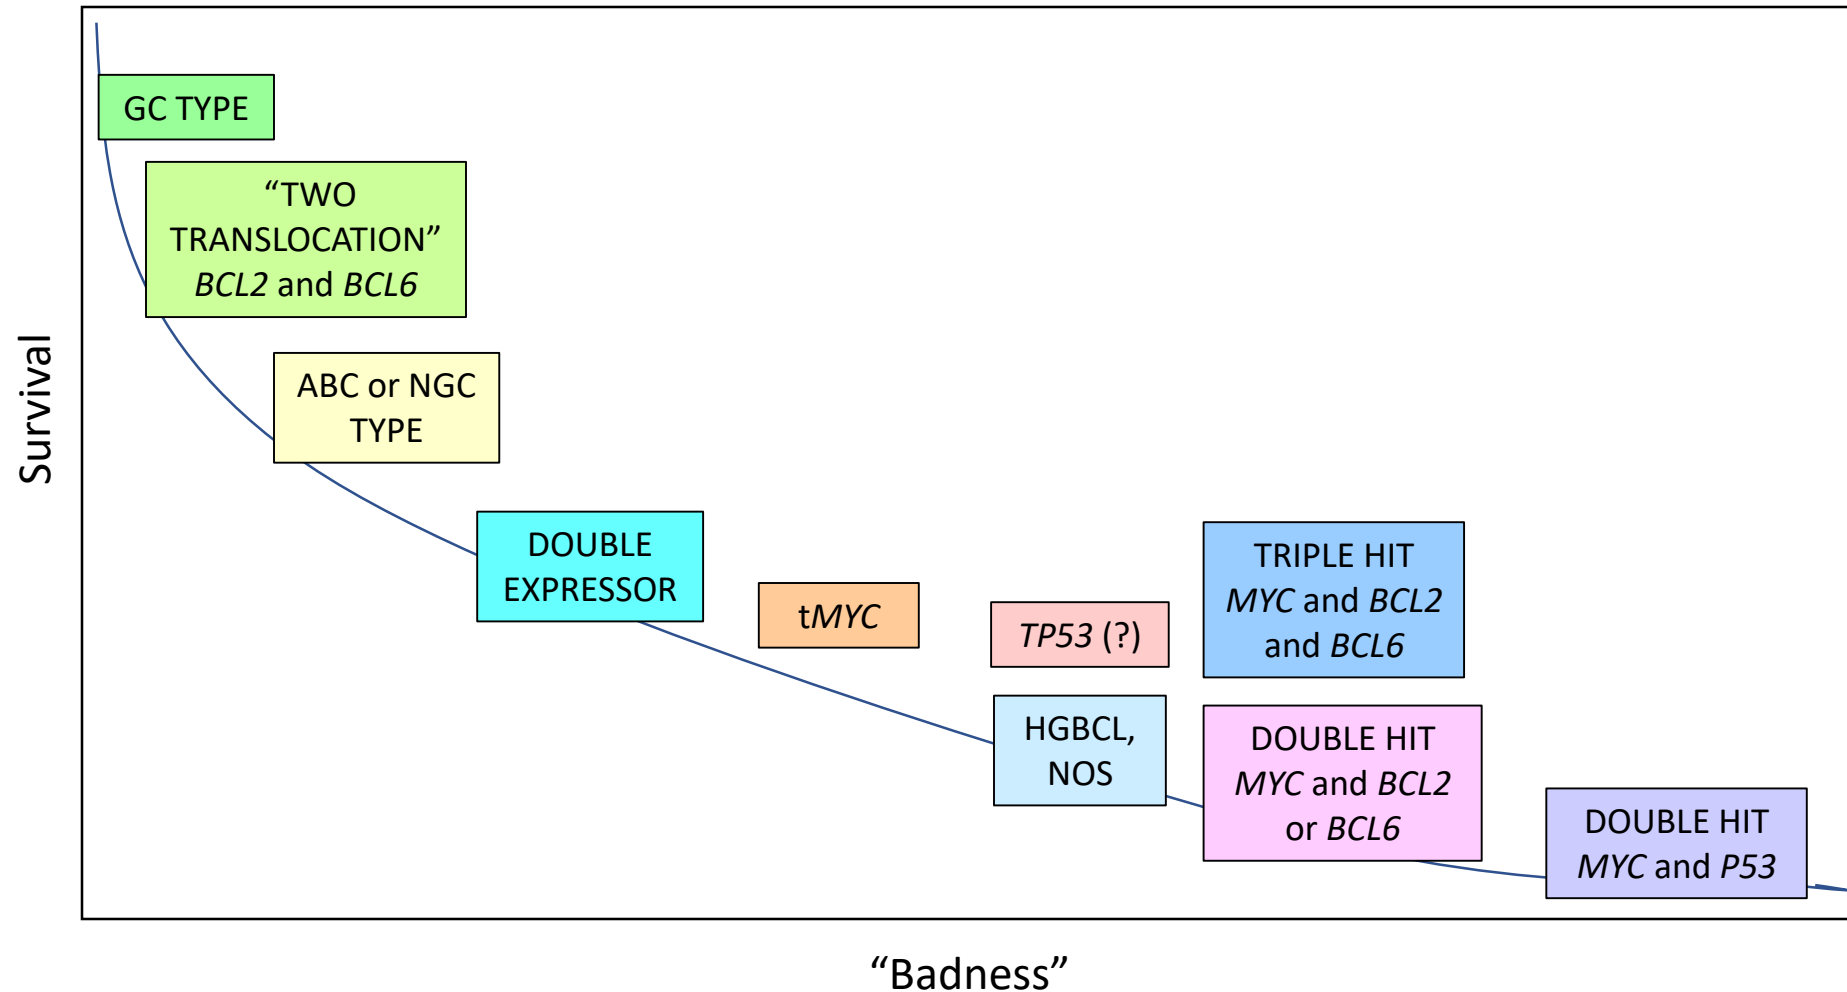 GC TYPE
“TWO
TRANSLOCATION”
BCL2 and BCL6
ABC or NGC
TYPE
DOUBLE
EXPRESSOR
tMYC
TP53 (?)
TRIPLE HIT
MYC and BCL2
and BCL6
HGBCL,
NOS
DOUBLE HIT
MYC and BCL2
or BCL6
DOUBLE HIT
MYC and P53
Survival
“Badness”